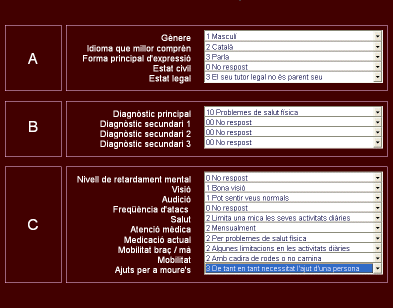 A
Gènere 1 Masculí
Idioma que millor comprèn 2 Català
Forma principal d'expressió 3 Parla
Estat civil 0 No respost
Estat legal 3 El seu tutor legal no és parent seu
B
Diagnòstic principal 10 Problemes de salut física
Diagnòstic secundari 1 00 No respost
Diagnòstic secundari 2 00 No respost
Diagnòstic secundari 3 00 No respost
C
Nivell de retardament mental 0 No respost
Visió 1 Bona visió
Audició 1 Pot sentir veus normals
Freqüència d'atacs 0 No respost
Salut 2 Limita una mica les seves activitats diàries
Atenció mèdica 2 Mensualment
Medicació actual 2 Per problemes de salut física
Mobilitat braç / mà 2 Algunes limitacions en les activitats diàries
Mobilitat 2 Amb cadira de rodes o no camina
Ajuts per a moure's 3 De tant en tant necessitat l'ajut d'una persona